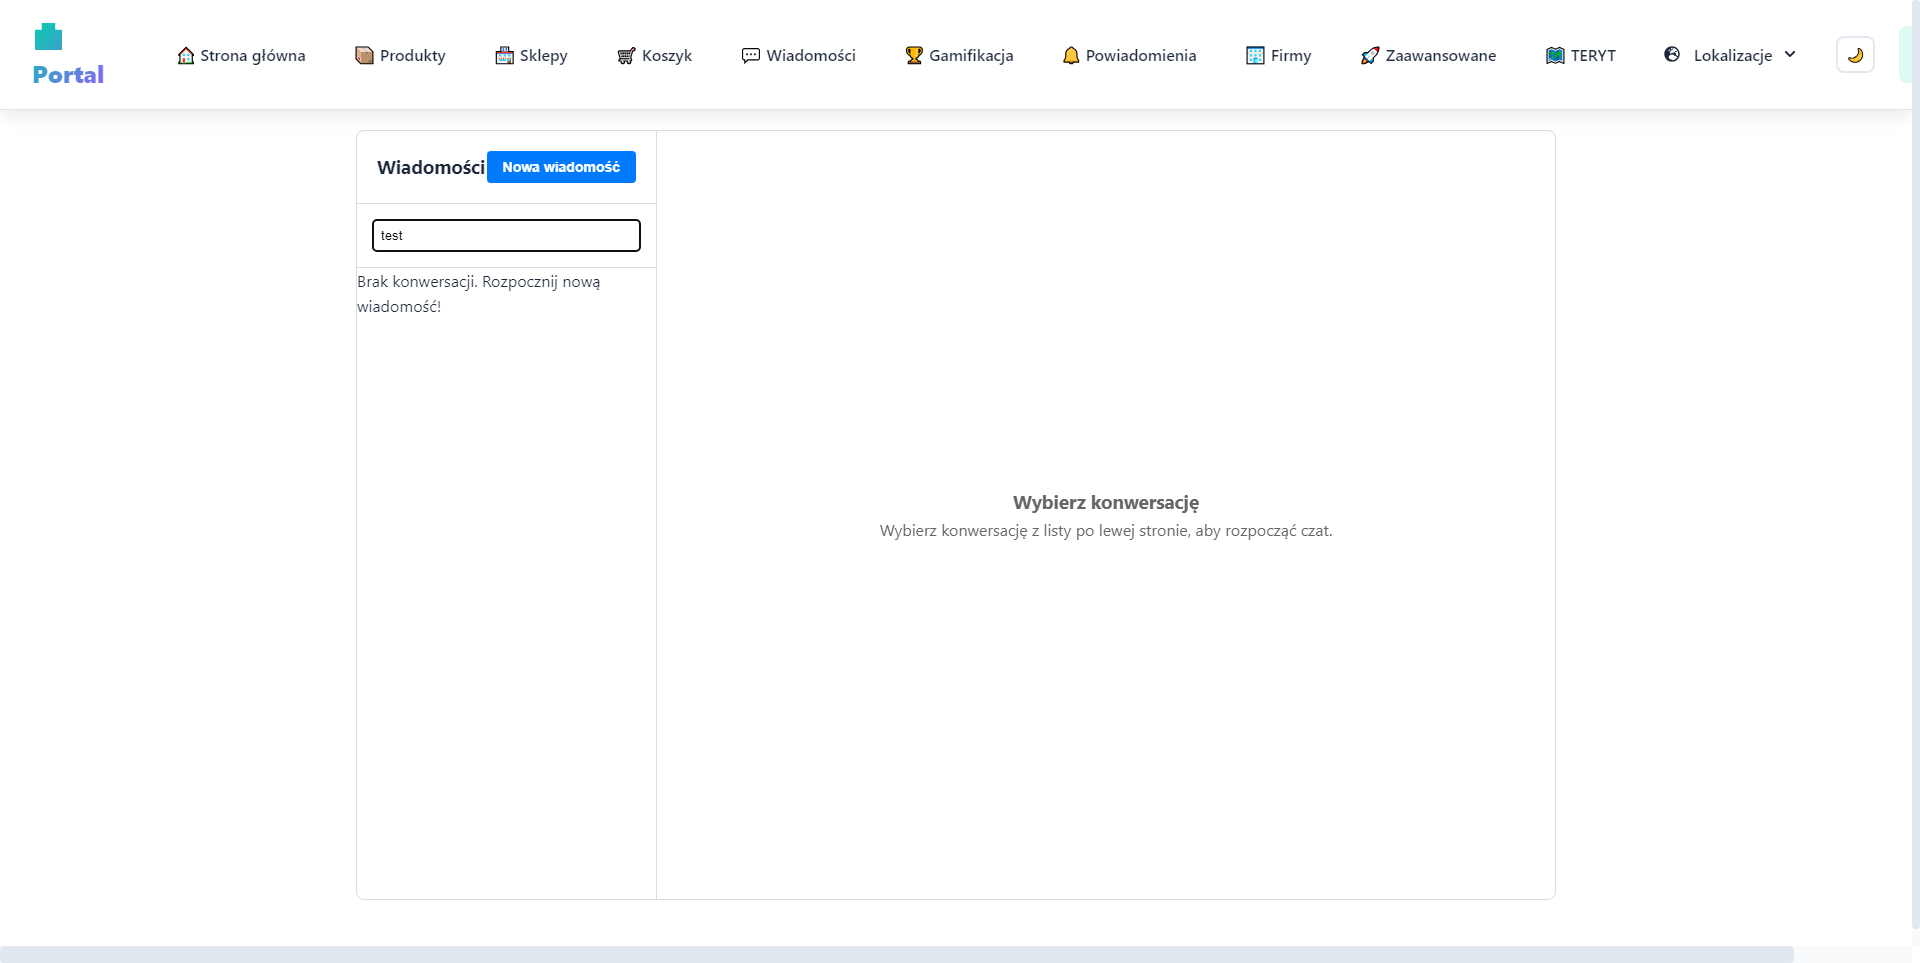 Portal
Strona główna
Produkty
Sklepy
Koszyk
Wiadomości
Gamifikacja
Powiadomienia
Firmy
Zaawansowane
TERYT
Lokalizacje
Wiadomości
Nowa wiadomość
test
Brak konwersacji. Rozpocznij nową
wiadomość!
Wybierz konwersację
Wybierz konwersację z listy po lewej stronie, aby rozpocząć czat.